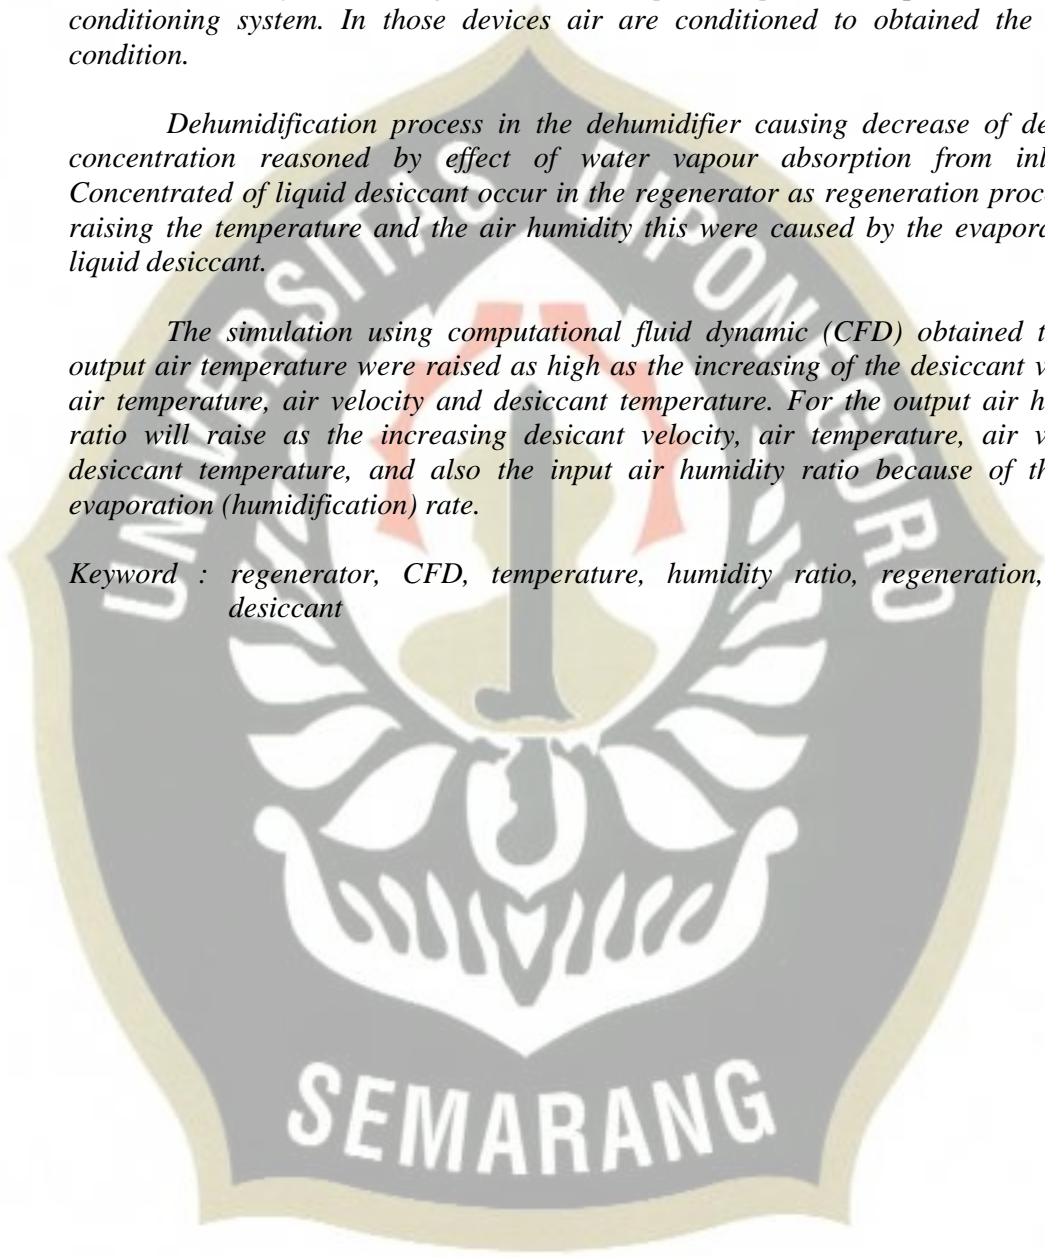 conditioning system. In those devices air are conditioned to obtained the
condition.
Dehumidification process in the dehumidifier causing decrease of
concentration reasoned by effect of water vapour absorption from
Concentrated of liquid desiccant occur in the regenerator as regeneration
raising the temperature and the air humidity this were caused by the
liquid desiccant.
The simulation using computational fluid dynamic (CFD) obtained
output air temperature were raised as high as the increasing of the desiccant
air temperature, air velocity and desiccant temperature. For the output air
ratio will raise as the increasing desicant velocity, air temperature, air
desiccant temperature, and also the input air humidity ratio because of
evaporation (humidification) rate.
Keyword : regenerator, CFD, temperature, humidity ratio, regeneration,
desiccant
UNIVERSITAS DIPONEGORO
SEMARANG